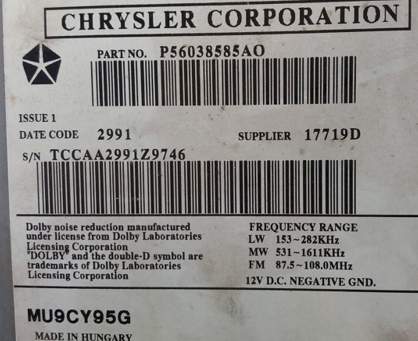 CHRYSLER CORPORATION
PART NO. P56038585AO
ISSUE 1
DATE CODE 2991 SUPPLIER 17719D
S/N TCCAA2991Z9746
Dolby noise reduction manufactured
under license from Dolby Laboratories
Licensing Corporation
"DOLBY" and the double-D symbol are
trademarks of Dolby Laboratories
Licensing Corporation
FREQUENCY RANGE
LW 153~282KHz
MW 531~1611KHz
FM 87.5~108.0MHz
12V D.C. NEGATIVE GND.
MU9CY95G
MADE IN HUNGARY